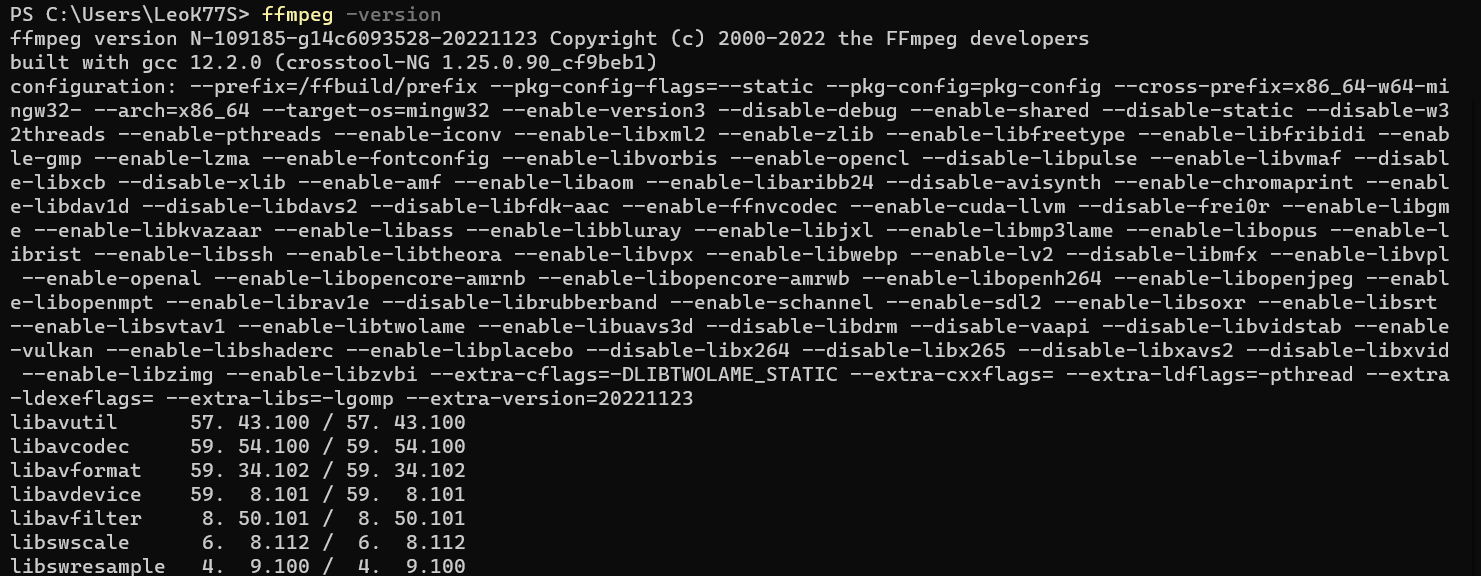 PS C:\Users\LeoK77S> ffmpeg -version
ffmpeg version N-109185-g14c6093528-20221123 Copyright (c) 2000-2022 the FFmpeg developers
built with gcc 12.2.0 (crosstool-NG 1.25.0.90_cf9beb1)
configuration: --prefix=/ffbuild/prefix --pkg-config-flags=--static --pkg-config=pkg-config --cross-prefix=x86_64-w64-mi
ngw32- --arch=x86_64 --target-os=mingw32 --enable-version3 --disable-debug --enable-shared --disable-static --disable-w3
2threads --enable-pthreads --enable-iconv --enable-libxml2 --enable-zlib --enable-libfreetype --enable-libfribidi --enab
le-gmp --enable-lzma --enable-fontconfig --enable-libvorbis --enable-opencl --disable-libpulse --enable-libvmaf --disabl
e-libxcb --disable-xlib --enable-amf --enable-libaom --enable-libaribb24 --disable-avisynth --enable-chromaprint --enabl
e-libdav1d --disable-libdavs2 --disable-libfdk-aac --enable-ffnvcodec --enable-cuda-llvm --disable-frei0r --enable-libgm
e --enable-libkvazaar --enable-libass --enable-libbluray --enable-libjxl --enable-libmp3lame --enable-libopus --enable-l
ibrist --enable-libssh --enable-libtheora --enable-libvpx --enable-libwebp --enable-lv2 --disable-libmfx --enable-libvpl
 --enable-openal --enable-libopencore-amrnb --enable-libopencore-amrwb --enable-libopenh264 --enable-libopenjpeg --enabl
e-libopenmpt --enable-librav1e --disable-librubberband --enable-schannel --enable-sdl2 --enable-libsoxr --enable-libsrt
--enable-libsvtav1 --enable-libtwolame --enable-libuavs3d --disable-libdrm --disable-vaapi --disable-libvidstab --enable
-vulkan --enable-libshaderc --enable-libplacebo --disable-libx264 --disable-libx265 --disable-libxavs2 --disable-libxvid
 --enable-libzimg --enable-libzvbi --extra-cflags=-DLIBTWOLAME_STATIC --extra-cxxflags= --extra-ldflags=-pthread --extra
-ldexeflags= --extra-libs=-lgomp --extra-version=20221123
libavutil      57. 43.100 / 57. 43.100
libavcodec     59. 54.100 / 59. 54.100
libavformat    59. 34.102 / 59. 34.102
libavdevice    59.  8.101 / 59.  8.101
libavfilter     8. 50.101 /  8. 50.101
libswscale      6.  8.112 /  6.  8.112
libswresample   4.  9.100 /  4.  9.100